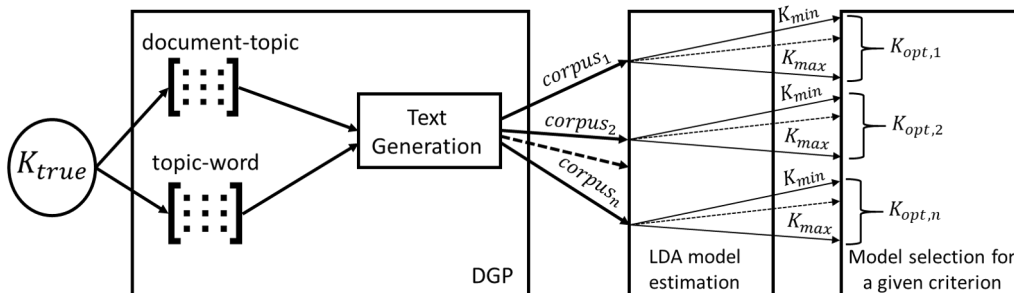 K_true
document-topic
topic-word
Text
Generation
DGP
corpus_1
corpus_2
corpus_n
K_min
K_max
K_min
K_max
K_min
K_max
LDA model
estimation
K_opt,1
K_opt,2
K_opt,n
Model selection for
a given criterion